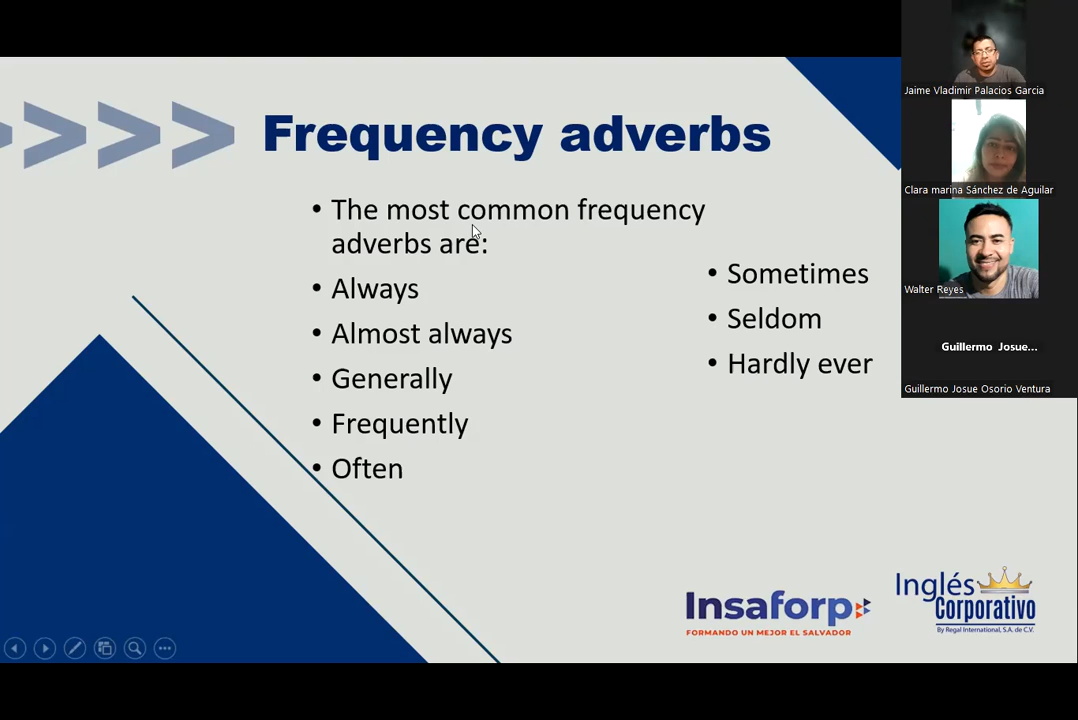 Frequency adverbs
• The most common frequency
adverbs are:
• Always
• Almost always
• Generally
• Frequently
• Often
• Sometimes
• Seldom
• Hardly ever
Jaime Vladimir Palacios Garcia
Clara marina Sánchez de Aguilar
Walter Reyes
Guillermo Josue...
Guillermo Josue Osorio Ventura
Insaforp
FORMANDO UN MEJOR EL SALVADOR
Inglés
Corporativo
By Regal International, S.A. de C.V.